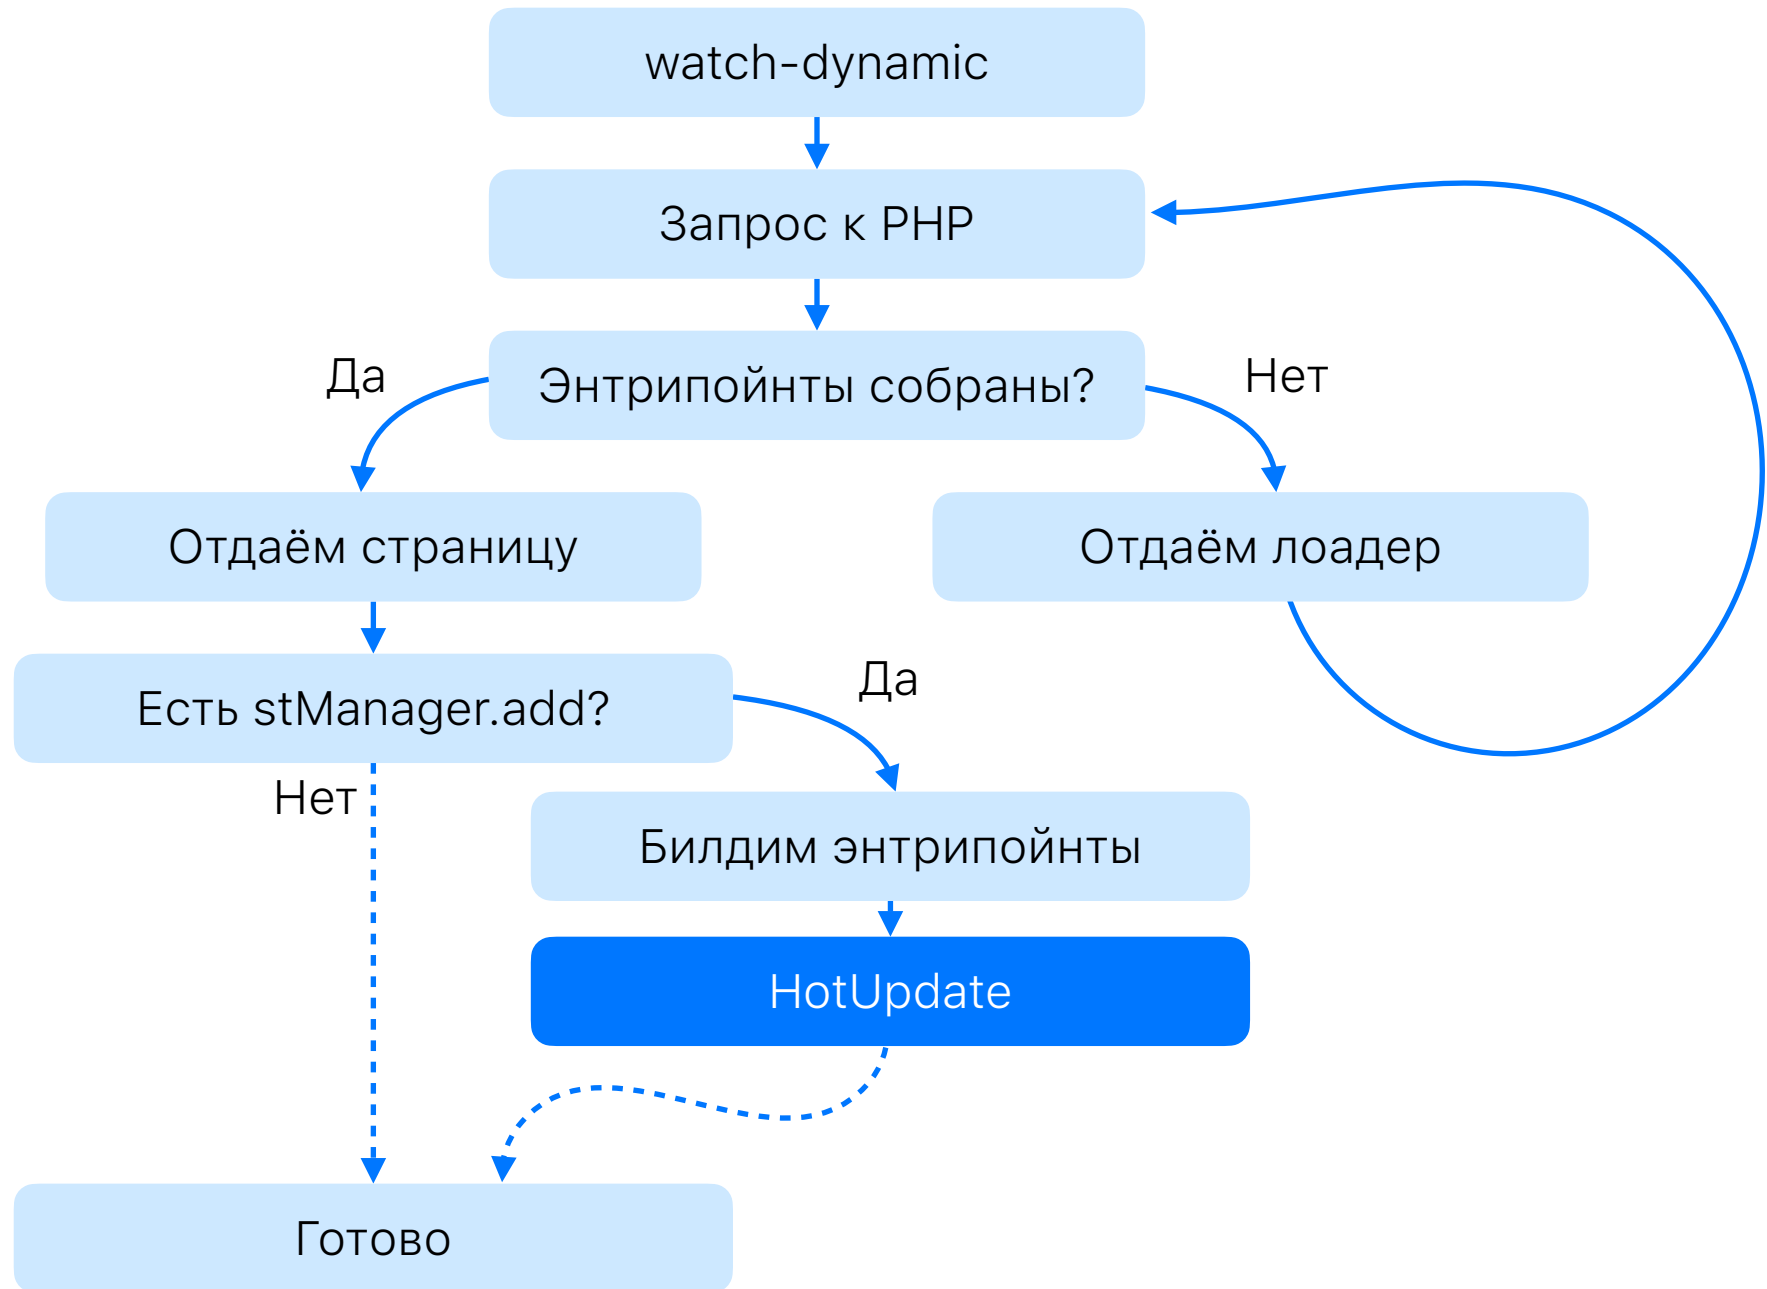 watch-dynamic
Запрос к PHP
Да
Энтрипойнты собраны?
Нет
Отдаём страницу
Отдаём лоадер
Есть stManager.add?
Да
Нет
Билдим энтрипойнты
HotUpdate
Готово